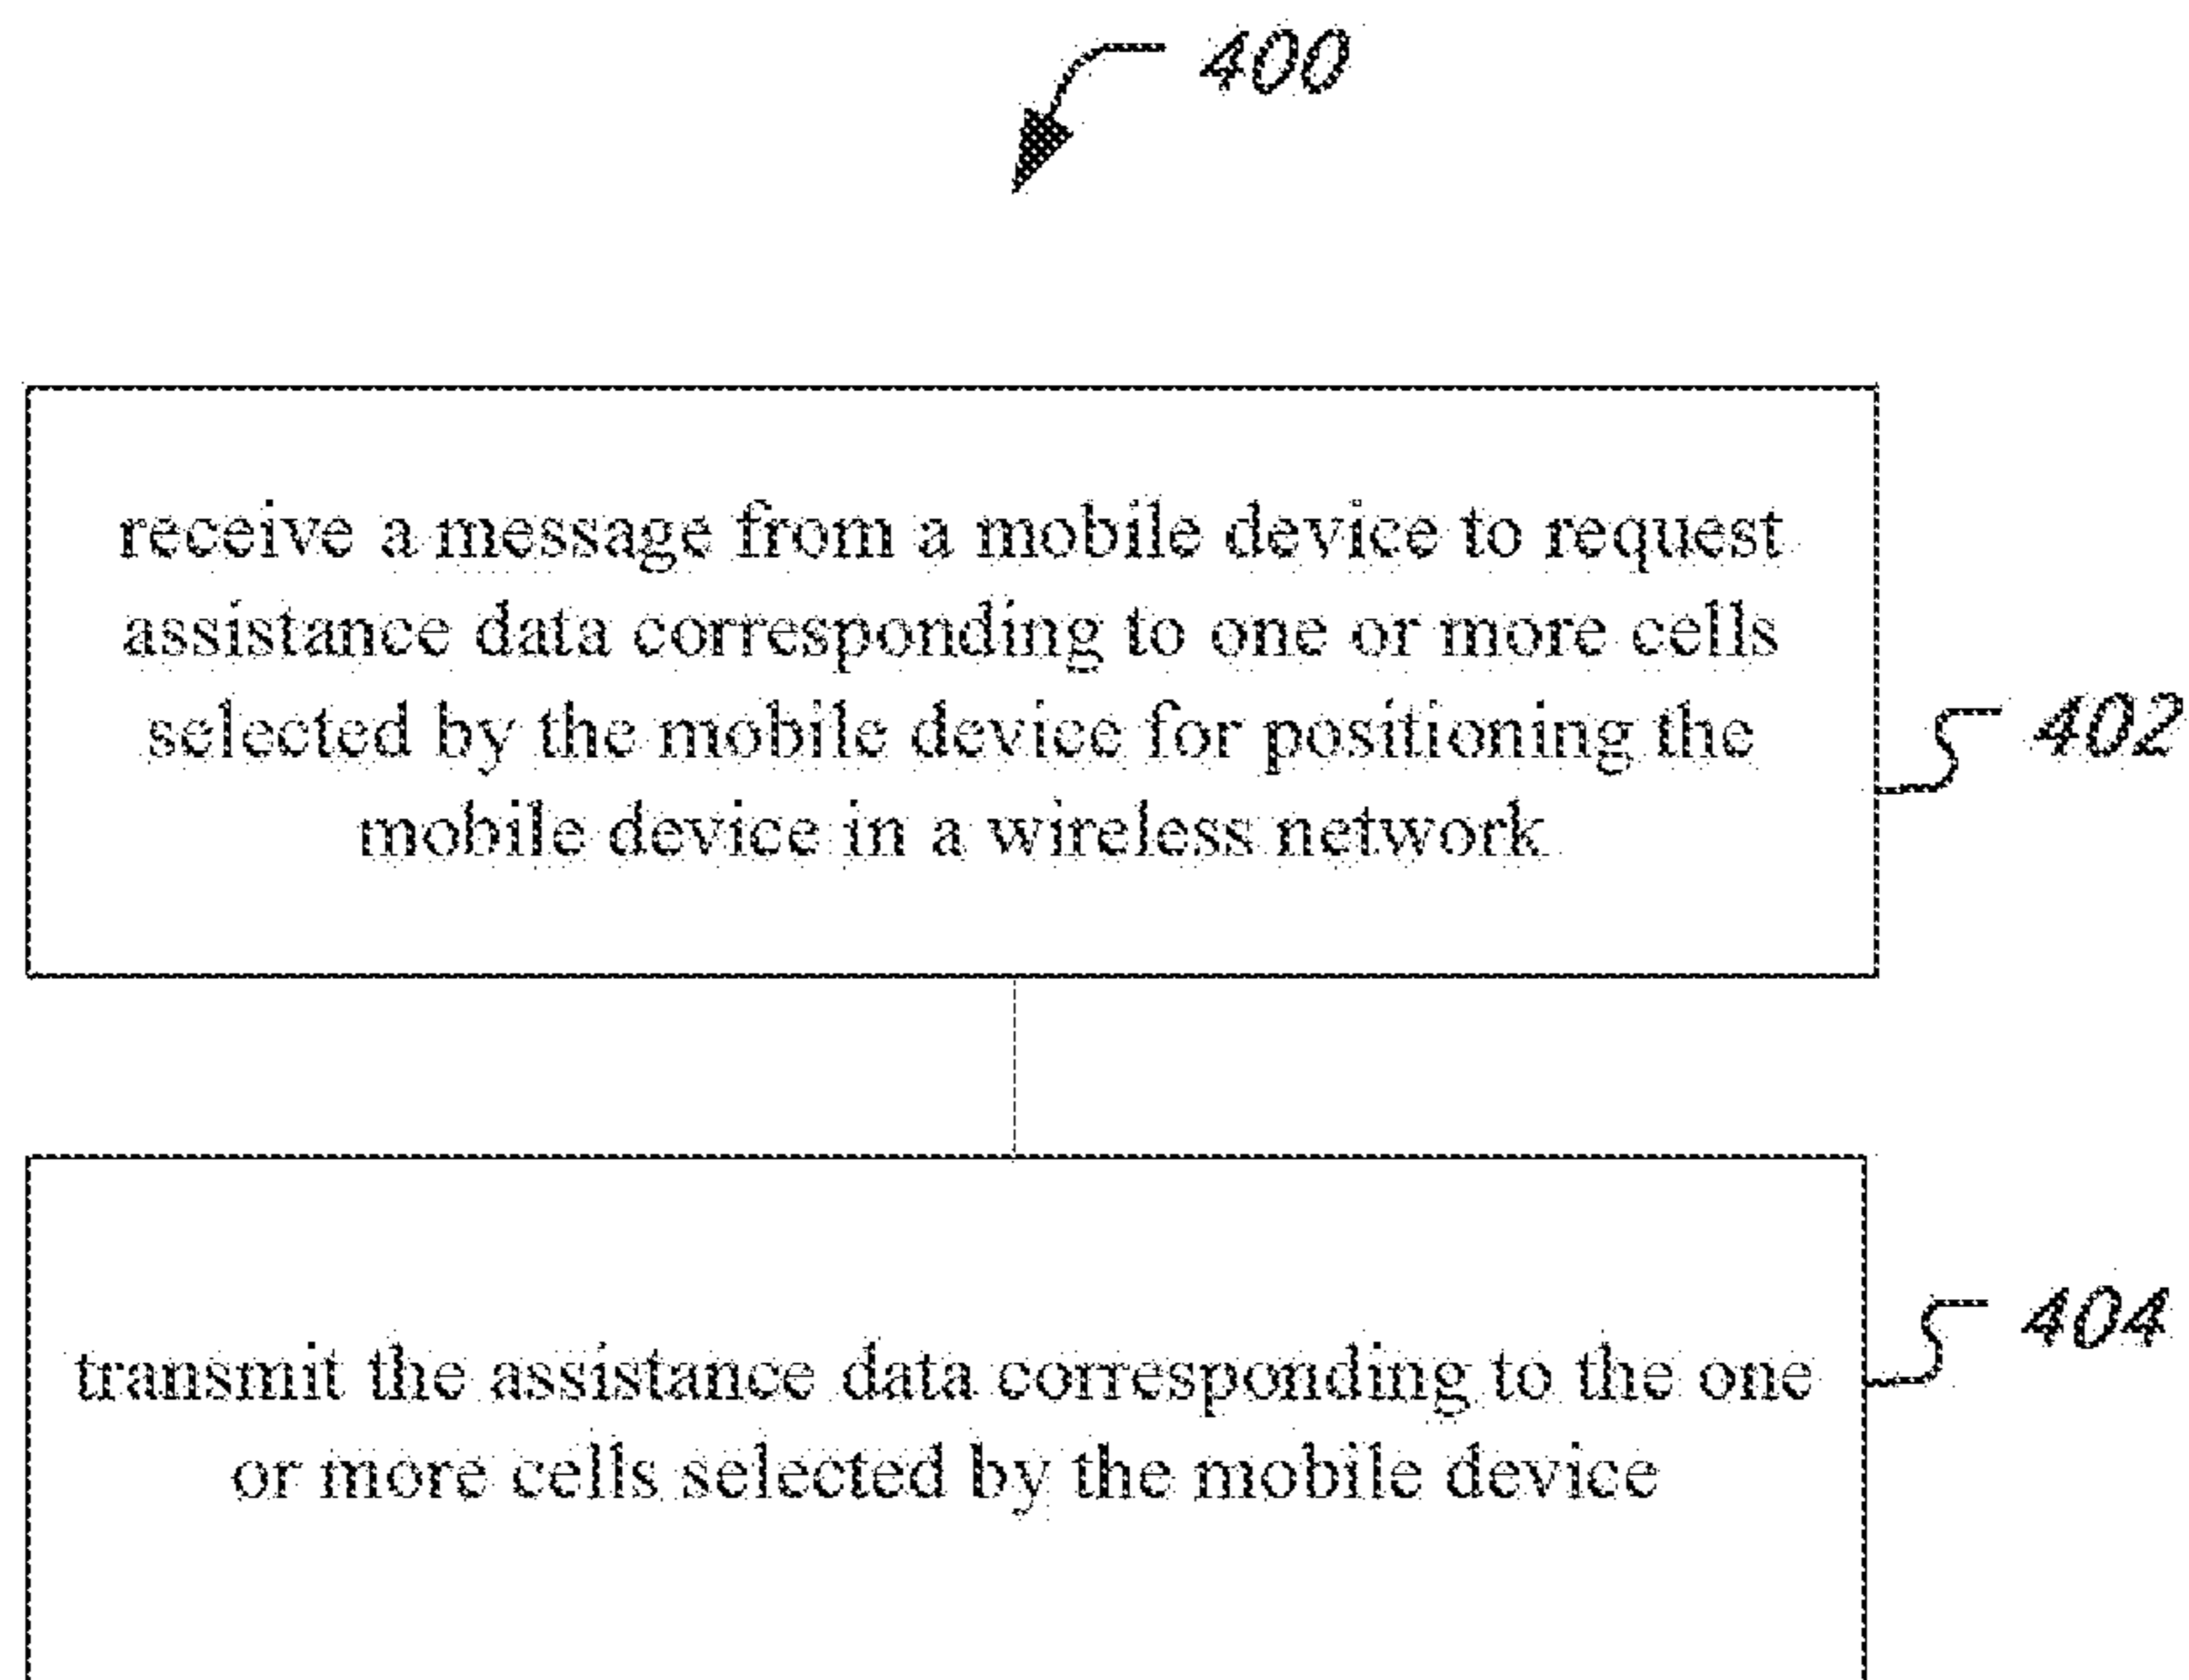 400
receive a message from a mobile device to request
assistance data corresponding to one or more cells
selected by the mobile device for positioning the
mobile device in a wireless network
402
transmit the assistance data corresponding to the one
or more cells selected by the mobile device
404